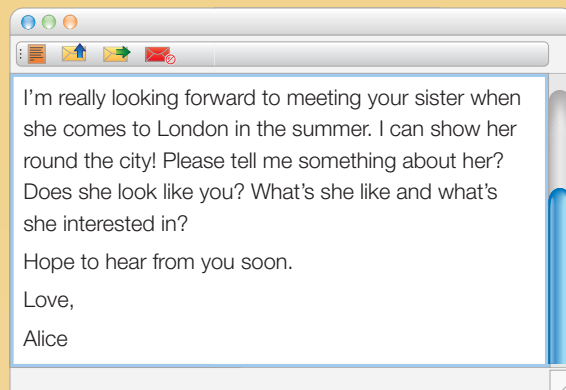 I’m really looking forward to meeting your sister when
she comes to London in the summer. I can show her
round the city! Please tell me something about her?
Does she look like you? What’s she like and what’s
she interested in?
Hope to hear from you soon.
Love,
Alice